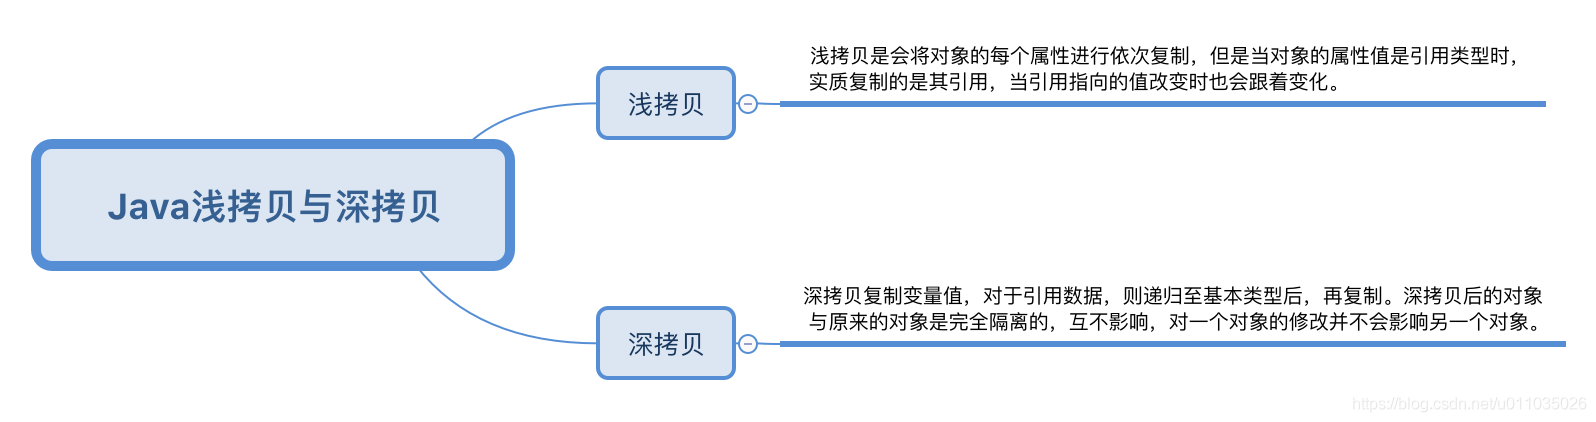 Java浅拷贝与深拷贝
浅拷贝
浅拷贝是会将对象的每个属性进行依次复制，但是当对象的属性值是引用类型时，
实质复制的是其引用，当引用指向的值改变时也会跟着变化。
深拷贝
深拷贝复制变量值，对于引用数据，则递归至基本类型后，再复制。深拷贝后的对象
与原来的对象是完全隔离的，互不影响，对一个对象的修改并不会影响另一个对象。
https://blog.csdn.net/u011035026